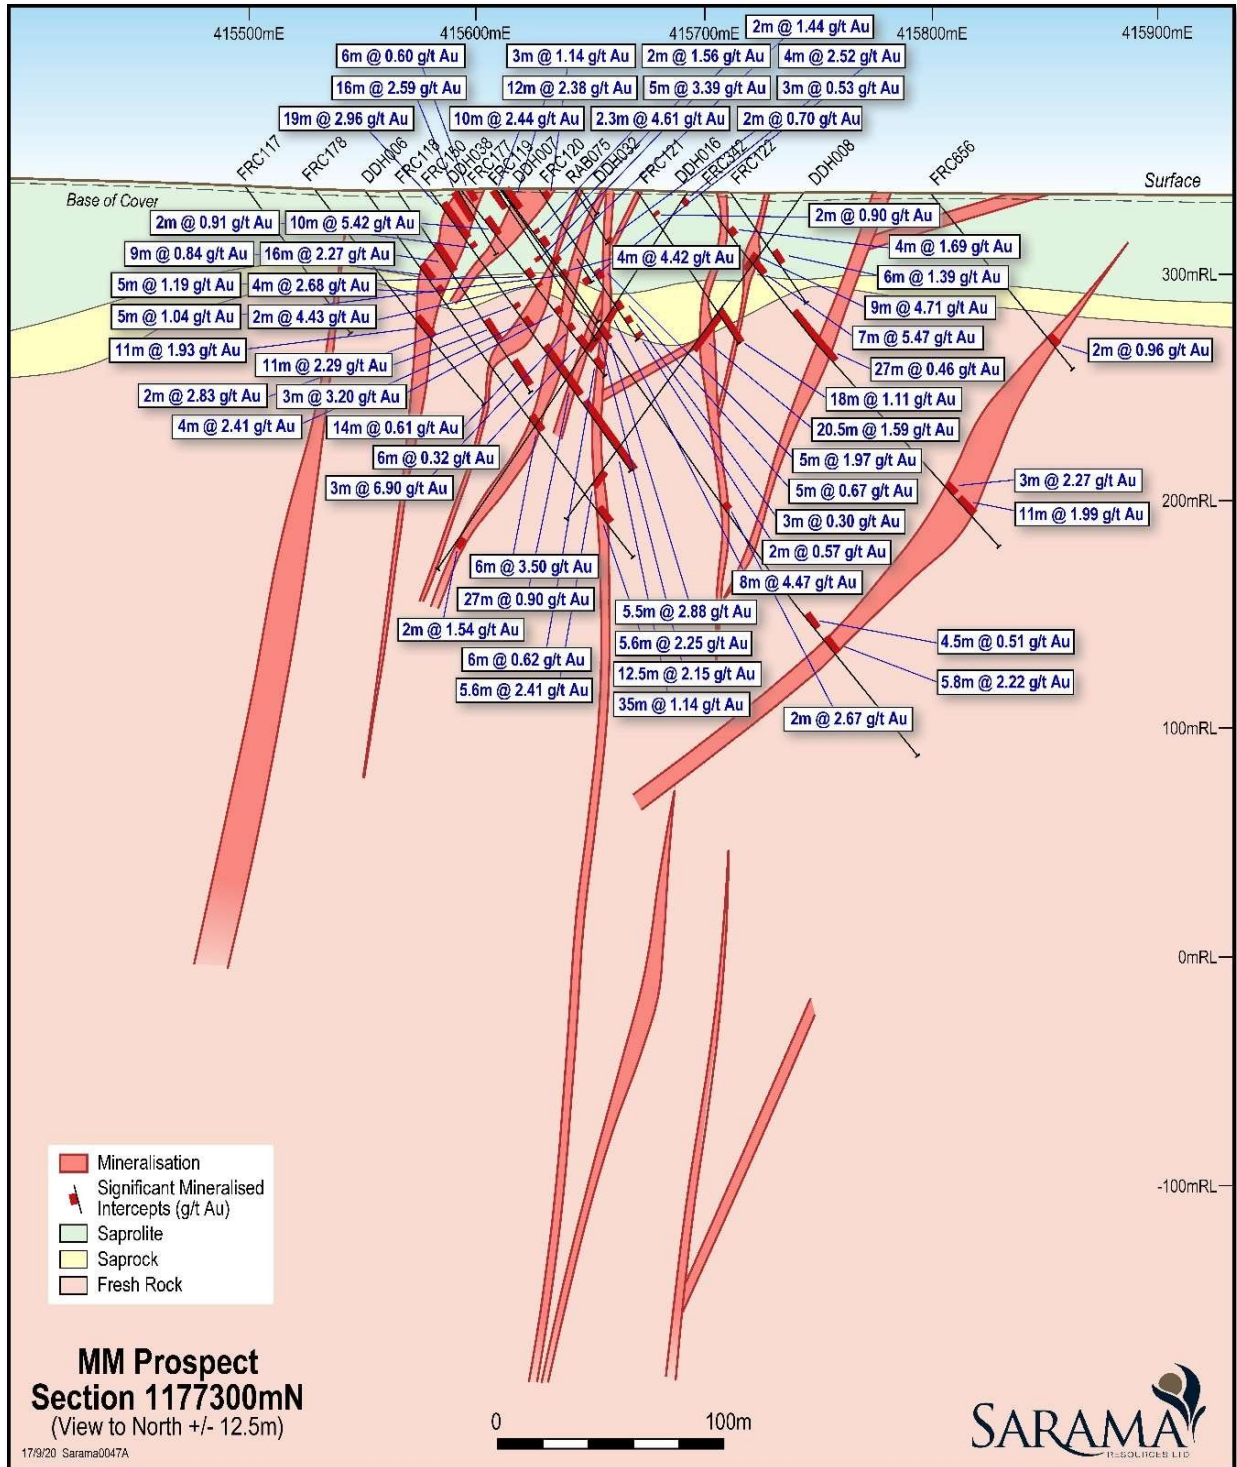 415500mE
415600mE
415700mE
415800mE
415900mE
2m @ 1.44 g/t Au
6m @ 0.60 g/t Au
3m @ 1.14 g/t Au
2m @ 1.56 g/t Au
4m @ 2.52 g/t Au
16m @ 2.59 g/t Au
12m @ 2.38 g/t Au
5m @ 3.39 g/t Au
3m @ 0.53 g/t Au
19m @ 2.96 g/t Au
10m @ 2.44 g/t Au
2.3m @ 4.61 g/t Au
2m @ 0.70 g/t Au
FRC117
FRC178
DDH006
FRC118
FRC180
DDH038
FRC177
FRC119
DDH007
FRC120
RAB075
DDH032
FRC121
DDH016
FRC342
FRC122
DDH008
FRC656
Surface
Base of Cover
2m @ 0.91 g/t Au
10m @ 5.42 g/t Au
2m @ 0.90 g/t Au
9m @ 0.84 g/t Au
16m @ 2.27 g/t Au
4m @ 4.42 g/t Au
4m @ 1.69 g/t Au
300mRL
5m @ 1.19 g/t Au
4m @ 2.68 g/t Au
6m @ 1.39 g/t Au
5m @ 1.04 g/t Au
2m @ 4.43 g/t Au
9m @ 4.71 g/t Au
11m @ 1.93 g/t Au
7m @ 5.47 g/t Au
2m @ 0.96 g/t Au
11m @ 2.29 g/t Au
27m @ 0.46 g/t Au
2m @ 2.83 g/t Au
3m @ 3.20 g/t Au
18m @ 1.11 g/t Au
4m @ 2.41 g/t Au
14m @ 0.61 g/t Au
20.5m @ 1.59 g/t Au
6m @ 0.32 g/t Au
5m @ 1.97 g/t Au
3m @ 6.90 g/t Au
5m @ 0.67 g/t Au
3m @ 2.27 g/t Au
200mRL
3m @ 0.30 g/t Au
11m @ 1.99 g/t Au
2m @ 0.57 g/t Au
6m @ 3.50 g/t Au
8m @ 4.47 g/t Au
27m @ 0.90 g/t Au
5.5m @ 2.88 g/t Au
2m @ 1.54 g/t Au
5.6m @ 2.25 g/t Au
4.5m @ 0.51 g/t Au
6m @ 0.62 g/t Au
12.5m @ 2.15 g/t Au
5.8m @ 2.22 g/t Au
5.6m @ 2.41 g/t Au
35m @ 1.14 g/t Au
2m @ 2.67 g/t Au
100mRL
0mRL
-100mRL
Mineralisation
Significant Mineralised
Intercepts (g/t Au)
Saprolite
Saprock
Fresh Rock
MM Prospect
Section 1177300mN
(View to North +/- 12.5m)
17/9/20 Sarama0047A
0 100m
SARAMA
RESOURCES LTD